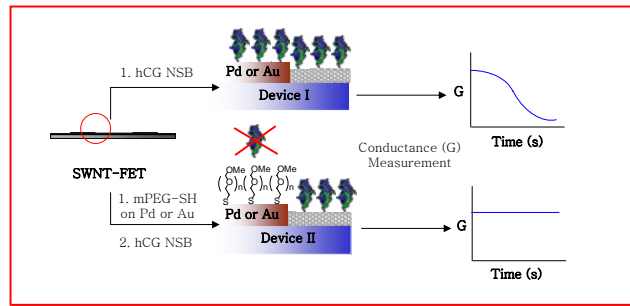 1. hCG NSB
Pd or Au
Device I
G
Time (s)
SWNT-FET
Conductance (G)
Measurement
1. mPEG-SH
on Pd or Au
2. hCG NSB
OMe OMe OMe
( O )n ( O )n ( O )n
S S S
Pd or Au
Device II
G
Time (s)